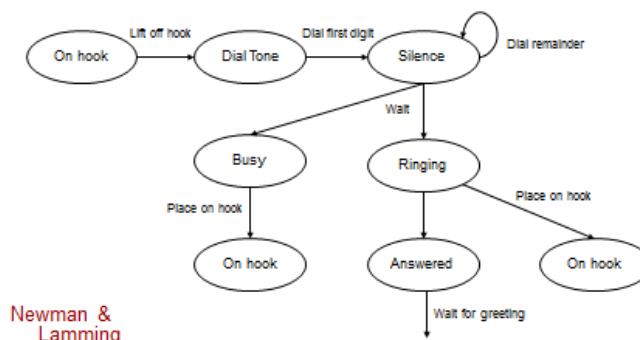 Lift off hook
Dial first digit
On hook
Dial Tone
Silence
Dial remainder
Wait
Busy
Ringing
Place on hook
Place on hook
On hook
Answered
On hook
Wait for greeting
Newman &
Lamming